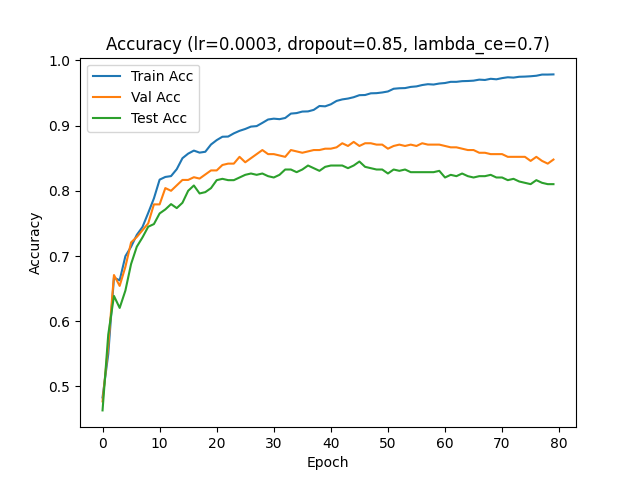 Accuracy (lr=0.0003, dropout=0.85, lambda_ce=0.7)
Train Acc
Val Acc
Test Acc
1.0
0.9
0.8
0.7
0.6
0.5
Accuracy
0 10 20 30 40 50 60 70 80
Epoch